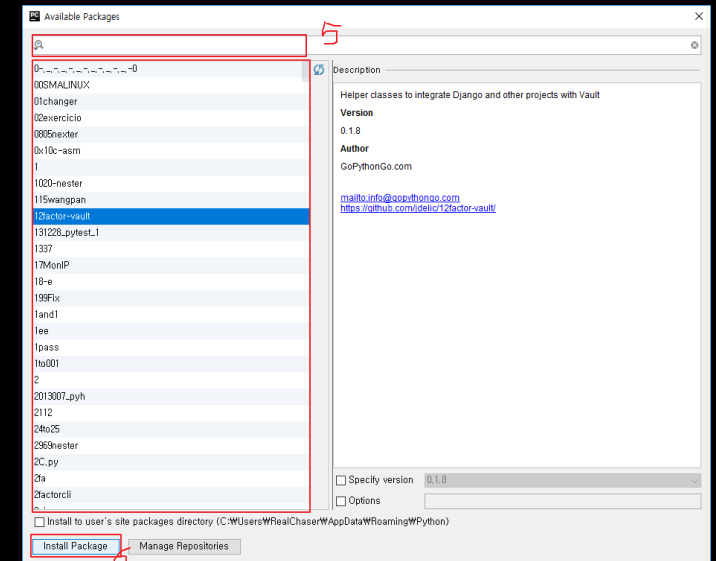 PC Available Packages
5
0-._.-._.-._.-._.-._.-._.-0
00SMALINUX
01changer
02exercicio
0805nexter
0x10c-asm
1
1020-nester
115wangpan
12factor-vault
131228_pytest_1
1337
17MonIP
18-e
199Fix
1and1
1ee
1pass
1to001
2
2013007_pyh
2112
24to25
2969nester
2C.py
2fa
2factorcli
Description
Helper classes to integrate Django and other projects with Vault
Version
0.1.8
Author
GoPythonGo.com
mailto:info@gopythongo.com
https://github.com/jdelic/12factor-vault/
Specify version 0.1.8
Options
Install to user's site packages directory (C:₩Users₩RealChaser₩AppData₩Roaming₩Python)
Install Package Manage Repositories